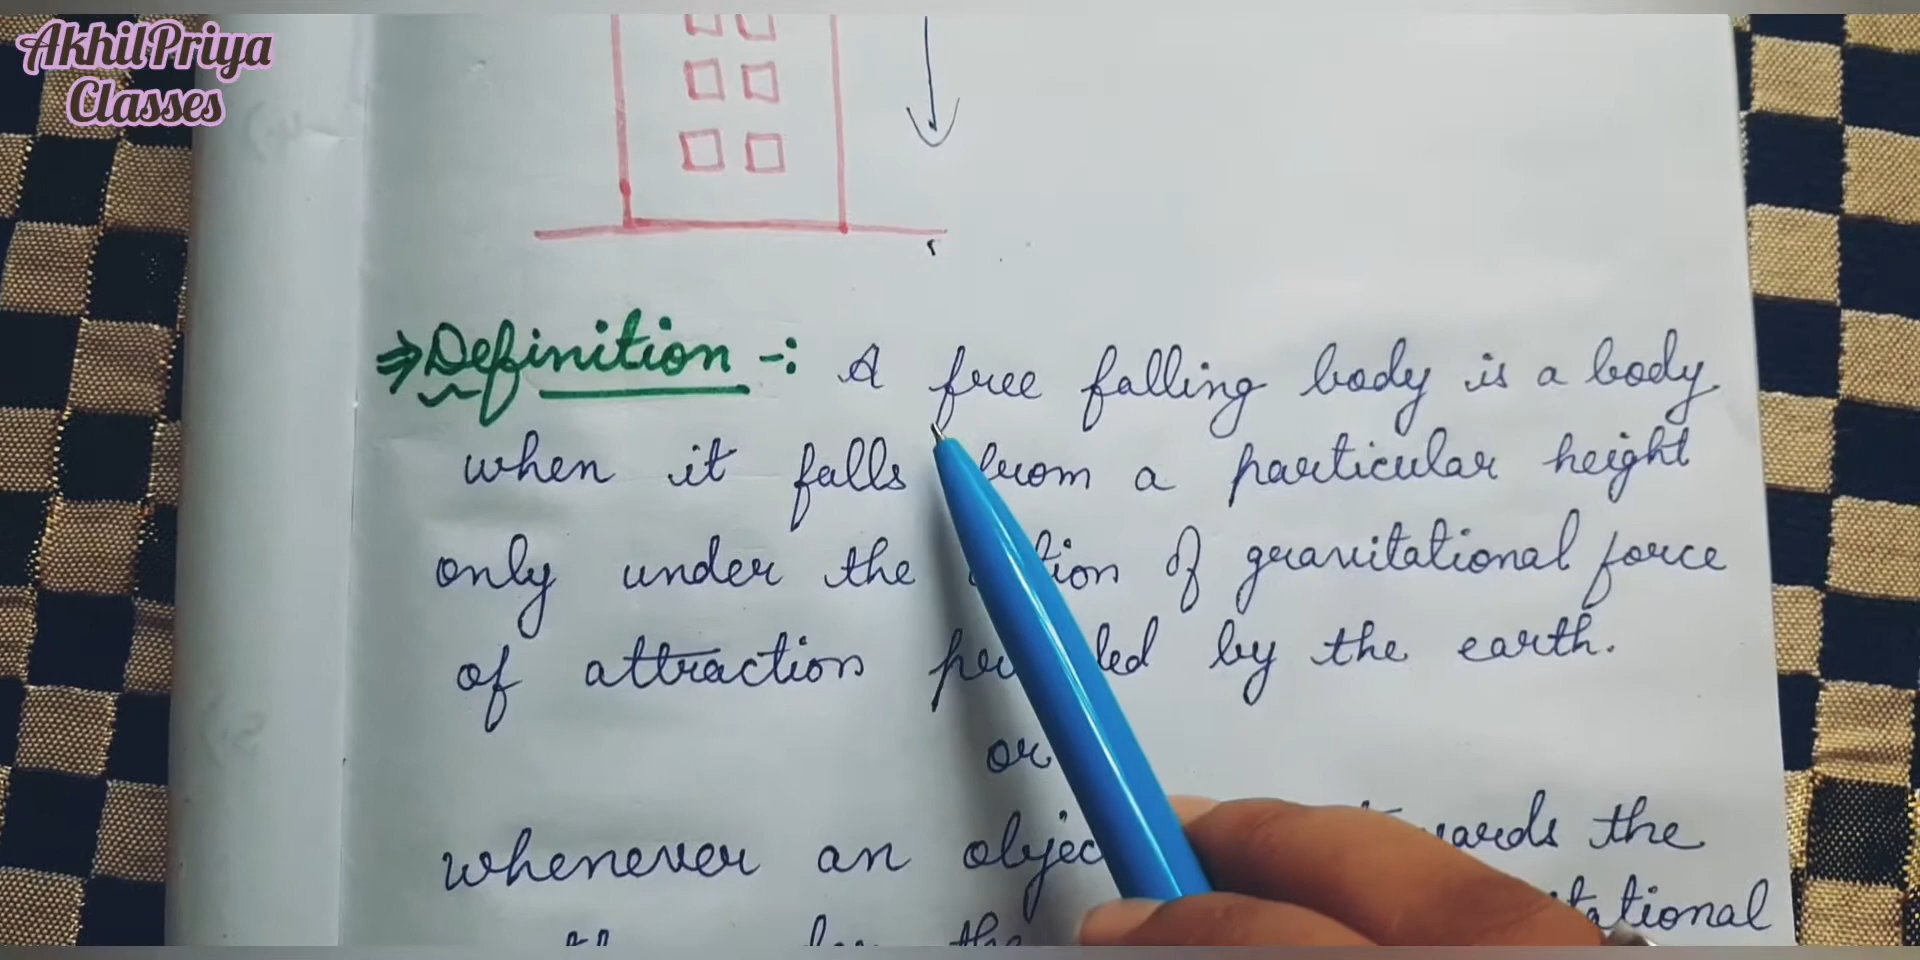 AkhilPriya
Classes
⇒ Definition -: A free falling body is a body
when it falls from a particular height
only under the of gravitational force
of attraction by the earth.
or
whenever an the
the